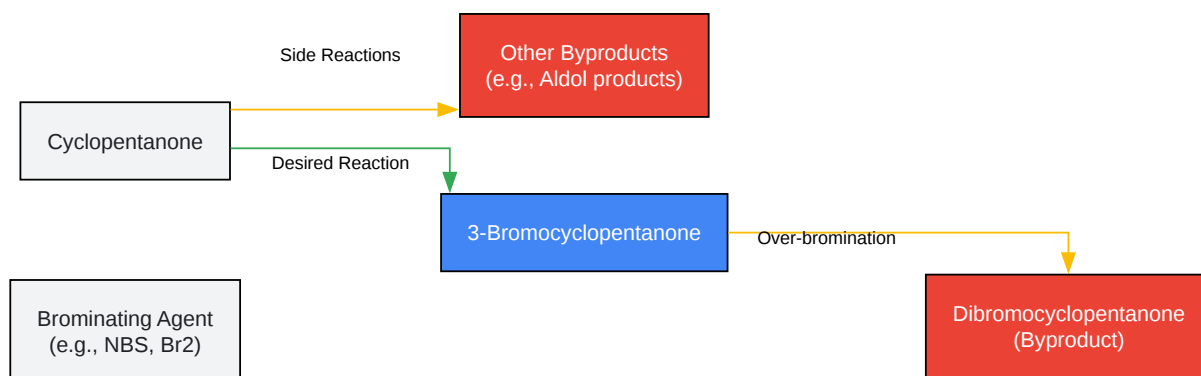 Side Reactions
Other Byproducts
(e.g., Aldol products)
Cyclopentanone
Desired Reaction
3-Bromocyclopentanone
Over-bromination
Brominating Agent
(e.g., NBS, Br2)
Dibromocyclopentanone
(Byproduct)